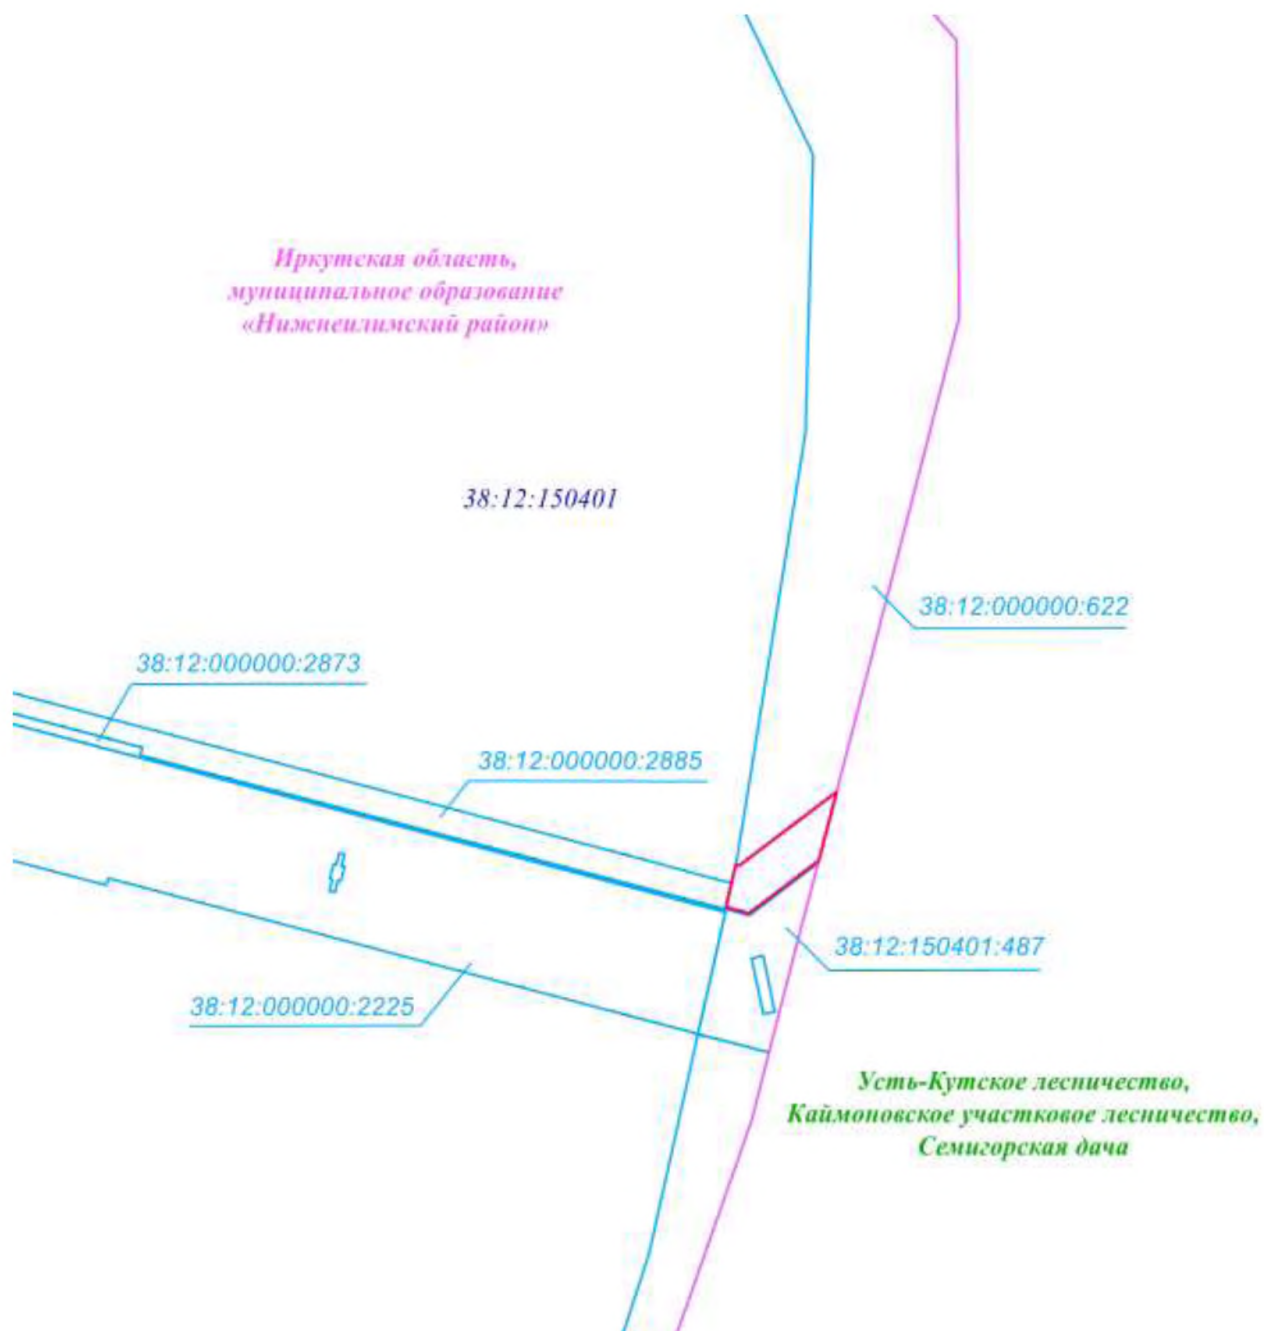 Иркутская область,
муниципальное образование
«Нижнеилимский район»
38:12:150401
38:12:000000:622
38:12:000000:2873
38:12:000000:2885
38:12:150401:487
38:12:000000:2225
Усть-Кутское лесничество,
Каймоновское участковое лесничество,
Семигорская дача